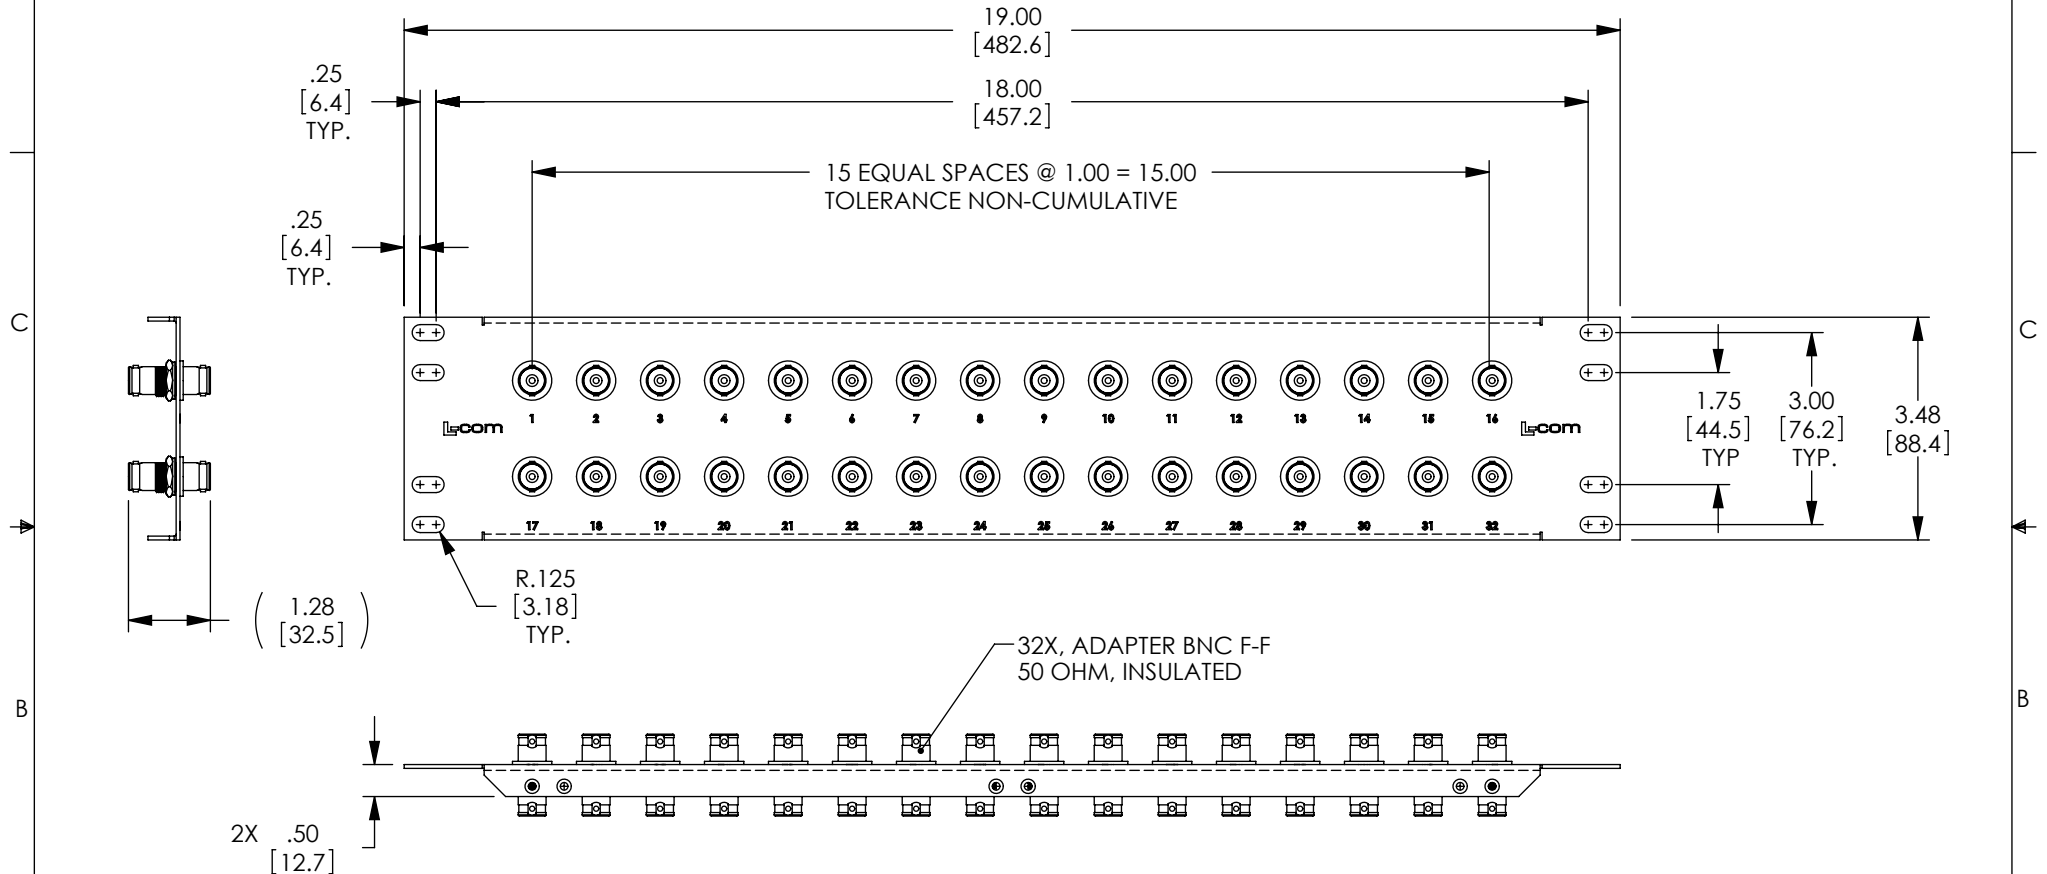 19.00
[482.6]
.25
[6.4]
TYP.
18.00
[457.2]
15 EQUAL SPACES @ 1.00 = 15.00
TOLERANCE NON-CUMULATIVE
.25
[6.4]
TYP.
C
C
1 2 3 4 5 6 7 8 9 10 11 12 13 14 15 16
L-com
L-com
1.75
[44.5]
TYP
3.00
[76.2]
TYP.
3.48
[88.4]
17 18 19 20 21 22 23 24 25 26 27 28 29 30 31 32
R.125
[3.18]
TYP.
( 1.28 )
[32.5]
32X, ADAPTER BNC F-F
50 OHM, INSULATED
B
B
2X .50
[12.7]